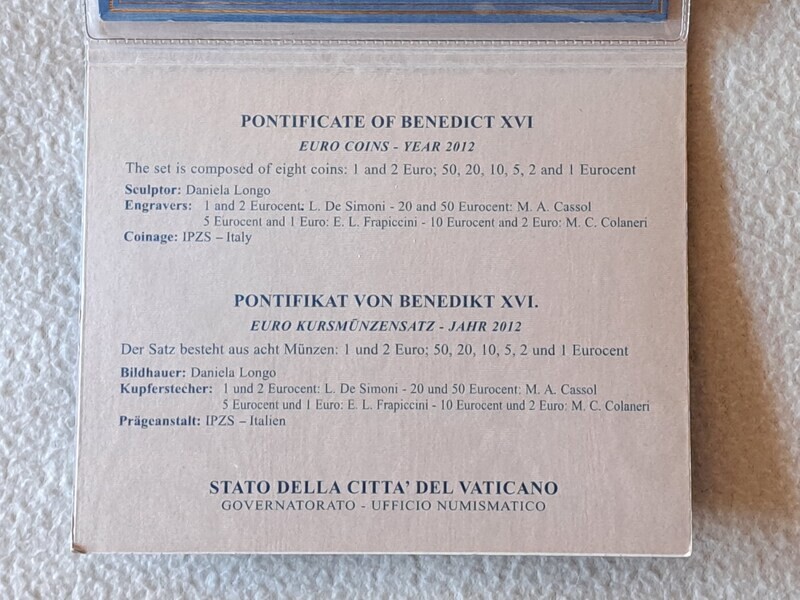 PONTIFICATE OF BENEDICT XVI
EURO COINS - YEAR 2012
The set is composed of eight coins: 1 and 2 Euro; 50, 20, 10, 5, 2 and 1 Eurocent
Sculptor: Daniela Longo
Engravers: 1 and 2 Eurocent: L. De Simoni - 20 and 50 Eurocent: M. A. Cassol
5 Eurocent and 1 Euro: E. L. Frapiccini - 10 Eurocent and 2 Euro: M. C. Colaneri
Coinage: IPZS – Italy
PONTIFIKAT VON BENEDIKT XVI.
EURO KURSMÜNZENSATZ - JAHR 2012
Der Satz besteht aus acht Münzen: 1 und 2 Euro; 50, 20, 10, 5, 2 und 1 Eurocent
Bildhauer: Daniela Longo
Kupferstecher: 1 und 2 Eurocent: L. De Simoni - 20 und 50 Eurocent: M. A. Cassol
5 Eurocent und 1 Euro: E. L. Frapiccini - 10 Eurocent und 2 Euro: M. C. Colaneri
Prägeanstalt: IPZS – Italien
STATO DELLA CITTA' DEL VATICANO
GOVERNATORATO - UFFICIO NUMISMATICO